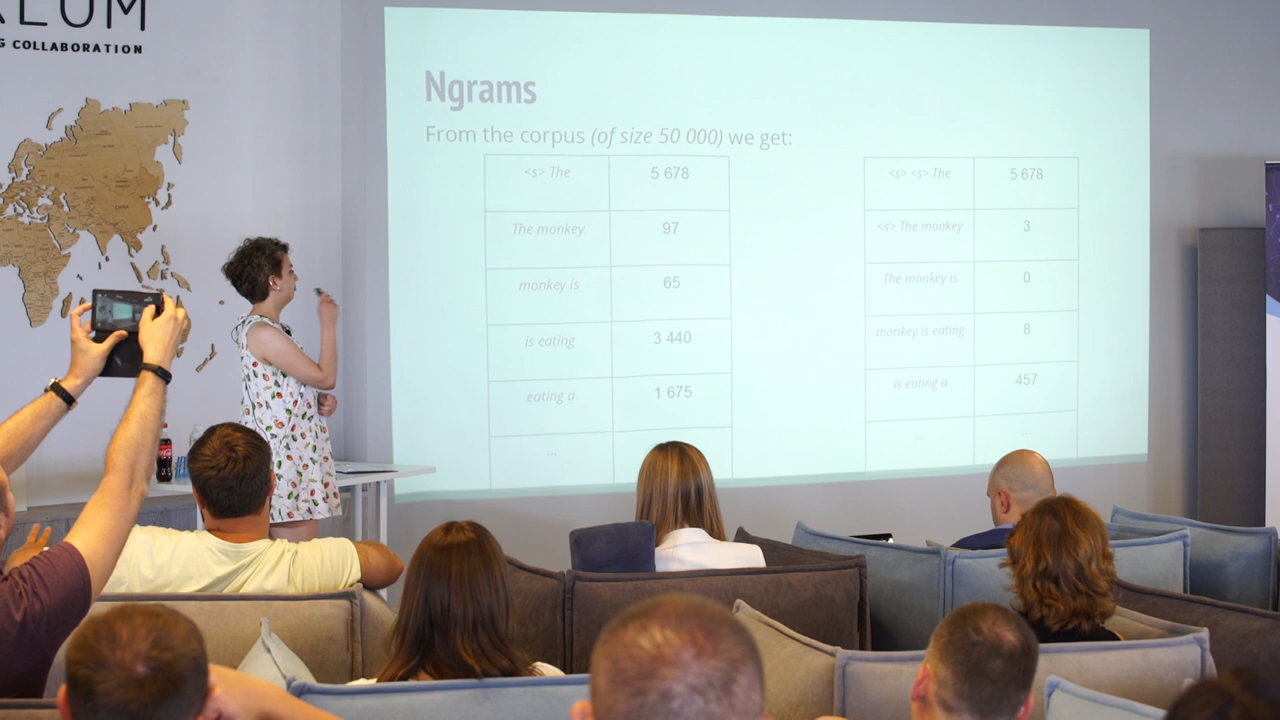 COLLABORATION
Ngrams
From the corpus (of size 50 000) we get:
<s> The 5 678
The monkey 97
monkey is 65
is eating 3 440
eating a 1 675
...
<s> <s> The 5 678
<s> The monkey 3
The monkey is 0
monkey is eating 8
is eating a 457
... ...